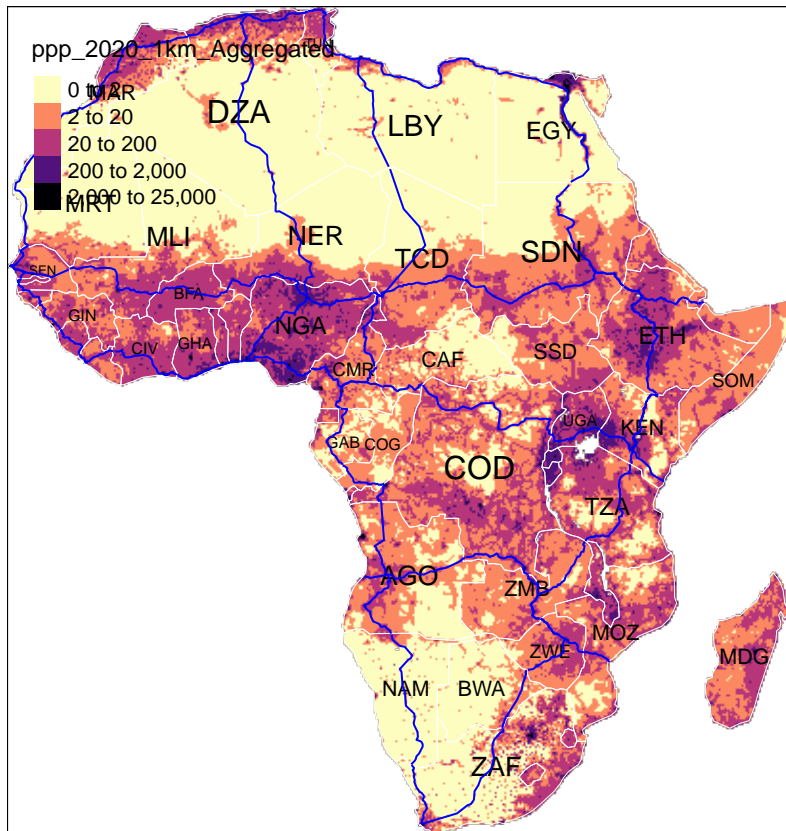 ppp_2020_1km_Aggregated
TUN
0 to 2
MAR
2 to 20
DZA
LBY
EGY
20 to 200
200 to 2,000
2,000 to 25,000
MRT
MLI
NER
TCD
SDN
SEN
BFA
GIN
NGA
CIV
GHA
ETH
CMR
CAF
SSD
SOM
UGA
KEN
GAB
COG
COD
TZA
AGO
ZMB
MOZ
ZWE
MDG
NAM
BWA
ZAF